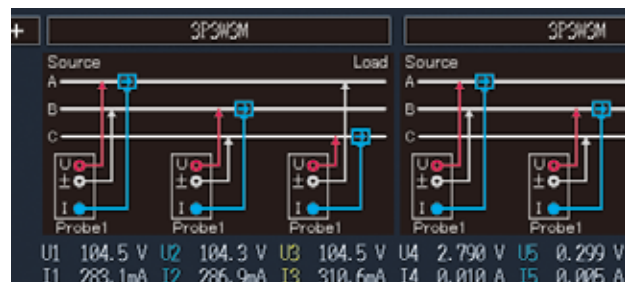 + 3P3W3M 3P3W3M
Source Load Source
A A
B B
C C
U U U U U
± ± ± ± ±
I I I I I
Probe1 Probe1 Probe1 Probe1 Probe1
U1 104.5 V U2 104.3 V U3 104.5 V U4 2.790 V U5 0.299 V
I1 283.1mA I2 286.9mA I3 310.6mA I4 0.010 A I5 0.005 A